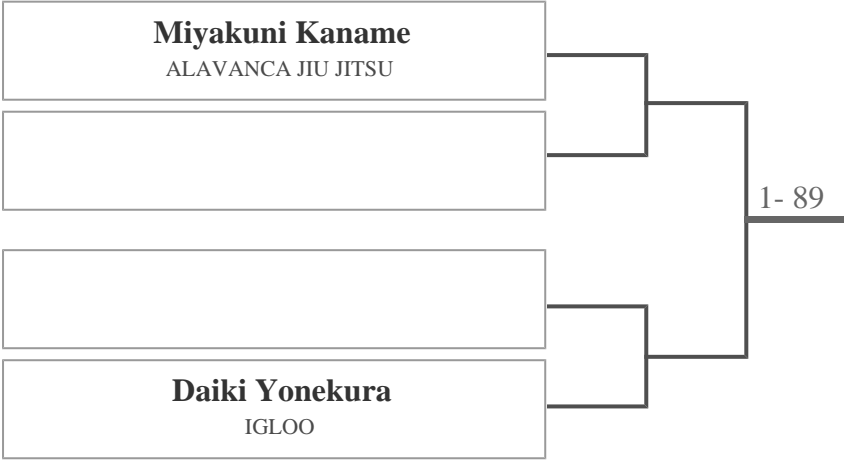 Miyakuni Kaname
ALAVANCA JIU JITSU
1- 89
Daiki Yonekura
IGLOO